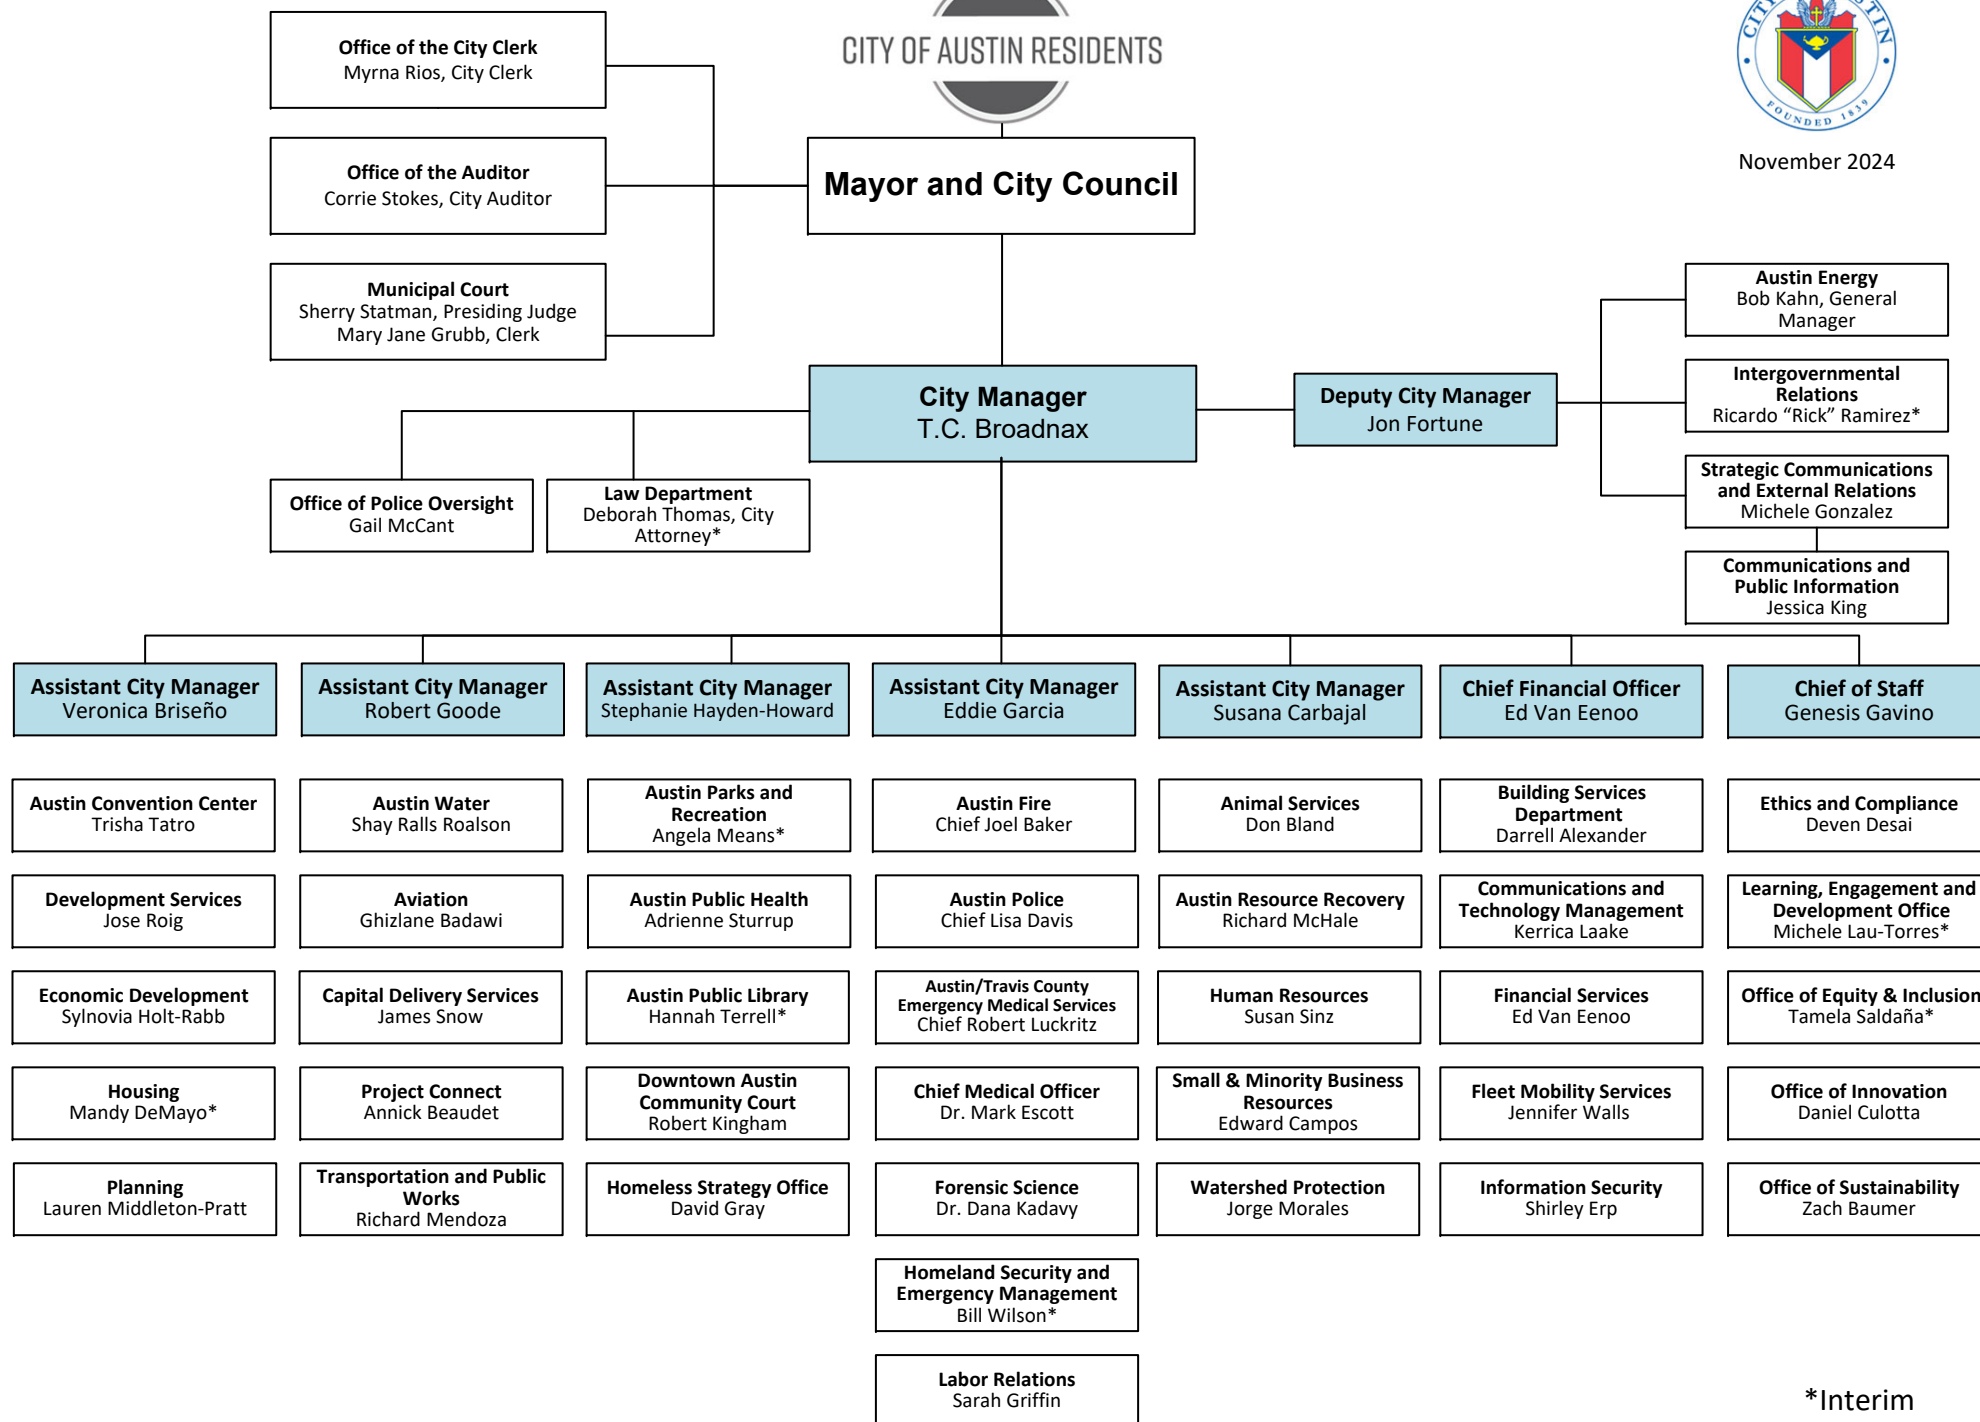 CITY OF AUSTIN RESIDENTS
FOUNDED 1839
November 2024
Office of the City Clerk
Myrna Rios, City Clerk
Office of the Auditor
Corrie Stokes, City Auditor
Municipal Court
Sherry Statman, Presiding Judge
Mary Jane Grubb, Clerk
Mayor and City Council
City Manager
T.C. Broadnax
Deputy City Manager
Jon Fortune
Austin Energy
Bob Kahn, General
Manager
Intergovernmental
Relations
Ricardo “Rick” Ramirez*
Strategic Communications
and External Relations
Michele Gonzalez
Communications and
Public Information
Jessica King
Office of Police Oversight
Gail McCant
Law Department
Deborah Thomas, City
Attorney*
Assistant City Manager
Veronica Briseño
Austin Convention Center
Trisha Tatro
Development Services
Jose Roig
Economic Development
Sylnovia Holt-Rabb
Housing
Mandy DeMayo*
Planning
Lauren Middleton-Pratt
Assistant City Manager
Robert Goode
Austin Water
Shay Ralls Roalson
Aviation
Ghizlane Badawi
Capital Delivery Services
James Snow
Project Connect
Annick Beaudet
Transportation and Public
Works
Richard Mendoza
Assistant City Manager
Stephanie Hayden-Howard
Austin Parks and
Recreation
Angela Means*
Austin Public Health
Adrienne Sturrup
Austin Public Library
Hannah Terrell*
Downtown Austin
Community Court
Robert Kingham
Homeless Strategy Office
David Gray
Assistant City Manager
Eddie Garcia
Austin Fire
Chief Joel Baker
Austin Police
Chief Lisa Davis
Austin/Travis County
Emergency Medical Services
Chief Robert Luckritz
Chief Medical Officer
Dr. Mark Escott
Forensic Science
Dr. Dana Kadavy
Homeland Security and
Emergency Management
Bill Wilson*
Labor Relations
Sarah Griffin
Assistant City Manager
Susana Carbajal
Animal Services
Don Bland
Austin Resource Recovery
Richard McHale
Human Resources
Susan Sinz
Small & Minority Business
Resources
Edward Campos
Watershed Protection
Jorge Morales
Chief Financial Officer
Ed Van Eenoo
Building Services
Department
Darrell Alexander
Communications and
Technology Management
Kerrica Laake
Financial Services
Ed Van Eenoo
Fleet Mobility Services
Jennifer Walls
Information Security
Shirley Erp
Chief of Staff
Genesis Gavino
Ethics and Compliance
Deven Desai
Learning, Engagement and
Development Office
Michele Lau-Torres*
Office of Equity & Inclusion
Tamela Saldaña*
Office of Innovation
Daniel Culotta
Office of Sustainability
Zach Baumer
*Interim